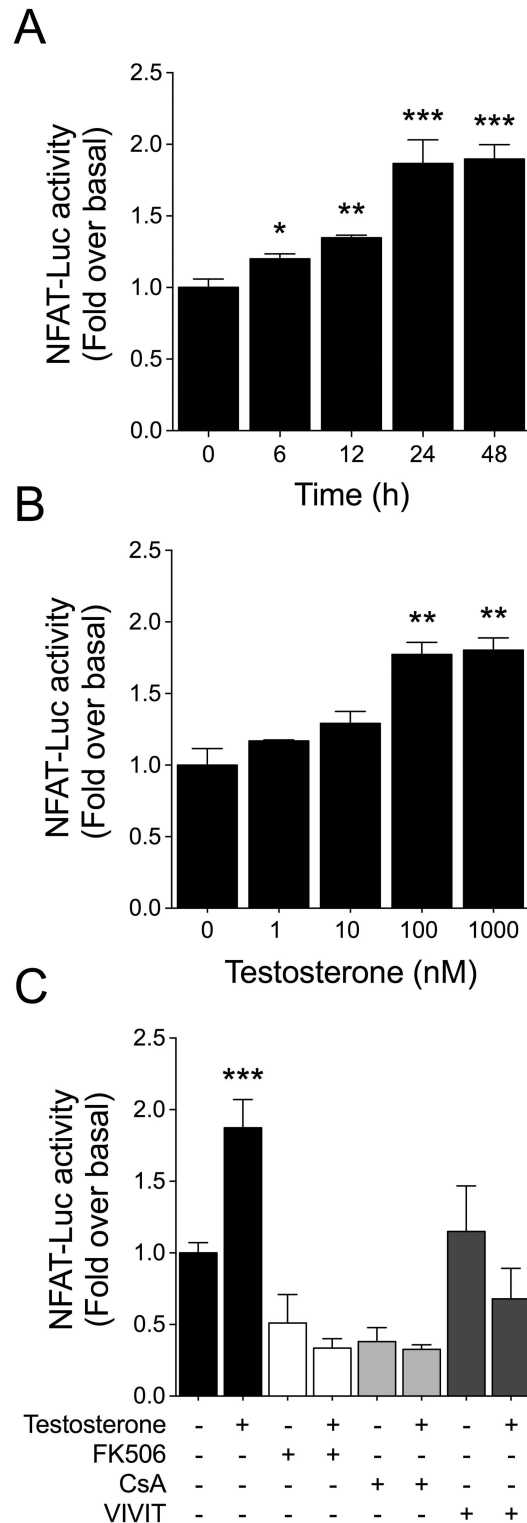 A
NFAT-Luc activity
(Fold over basal)
2.5
2.0
1.5
1.0
0.5
0.0
*
**
***
***
0 6 12 24 48
Time (h)
B
NFAT-Luc activity
(Fold over basal)
2.5
2.0
1.5
1.0
0.5
0.0
**
**
0 1 10 100 1000
Testosterone (nM)
C
NFAT-Luc activity
(Fold over basal)
2.5
2.0
1.5
1.0
0.5
0.0
***
Testosterone - + - + - + - +
FK506 - - + + - - - -
CsA - - - - + + - -
VIVIT - - - - - - + +